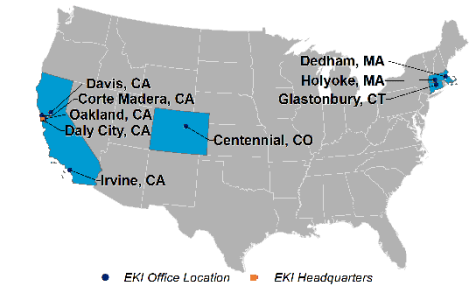 Dedham, MA
Holyoke, MA
Glastonbury, CT
Davis, CA
Corte Madera, CA
Oakland, CA
Daly City, CA
Centennial, CO
Irvine, CA
EKI Office Location
EKI Headquarters